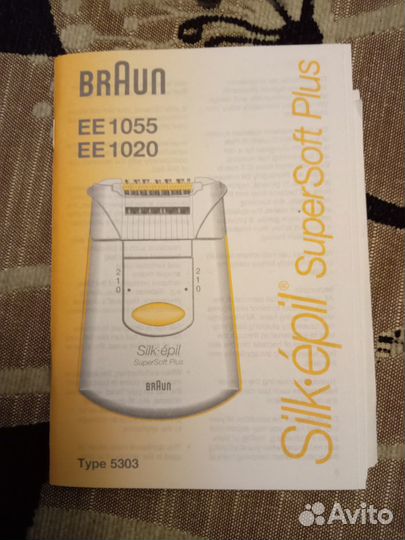 BRAUN
EE 1055
EE 1020
Silk·épil® SuperSoft Plus
2 2
1 1
0 0
Silk·épil
SuperSoft Plus
BRAUN
Type 5303
Avito